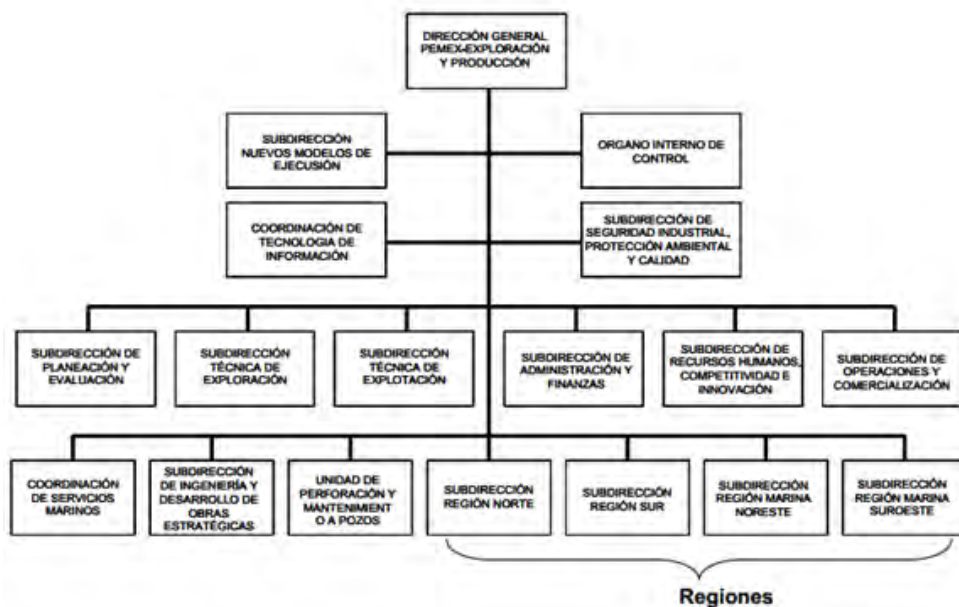 DIRECCIÓN GENERAL
PEMEX-EXPLORACIÓN
Y PRODUCCIÓN
SUBDIRECCIÓN
NUEVOS MODELOS DE
EJECUCIÓN
ORGANO INTERNO DE
CONTROL
COORDINACIÓN DE
TECNOLOGIA DE
INFORMACIÓN
SUBDIRECCIÓN DE
SEGURIDAD INDUSTRIAL,
PROTECCIÓN AMBIENTAL
Y CALIDAD
SUBDIRECCIÓN DE
PLANEACIÓN Y
EVALUACIÓN
SUBDIRECCIÓN
TÉCNICA DE
EXPLORACIÓN
SUBDIRECCIÓN
TÉCNICA DE
EXPLOTACIÓN
SUBDIRECCIÓN DE
ADMINISTRACIÓN Y
FINANZAS
SUBDIRECCIÓN DE
RECURSOS HUMANOS,
COMPETITIVIDAD E
INNOVACIÓN
SUBDIRECCIÓN DE
OPERACIONES Y
COMERCIALIZACIÓN
COORDINACIÓN
DE SERVICIOS
MARINOS
SUBDIRECCIÓN
DE INGENIERÍA Y
DESARROLLO DE
OBRAS
ESTRATÉGICAS
UNIDAD DE
PERFORACIÓN Y
MANTENIMIENT
O A POZOS
SUBDIRECCIÓN
REGIÓN NORTE
SUBDIRECCIÓN
REGIÓN SUR
SUBDIRECCIÓN
REGIÓN MARINA
NORESTE
SUBDIRECCIÓN
REGIÓN MARINA
SUROESTE
Regiones